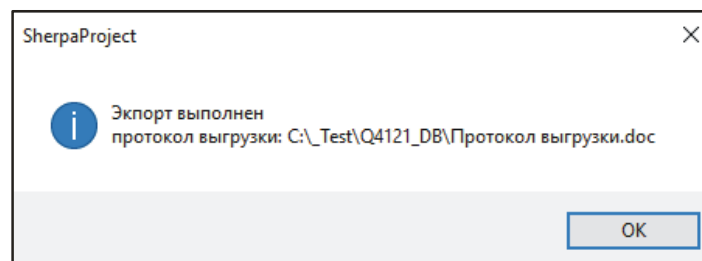 SherpaProject
Экпорт выполнен
протокол выгрузки: C:\_Test\Q4121_DB\Протокол выгрузки.doc
OK